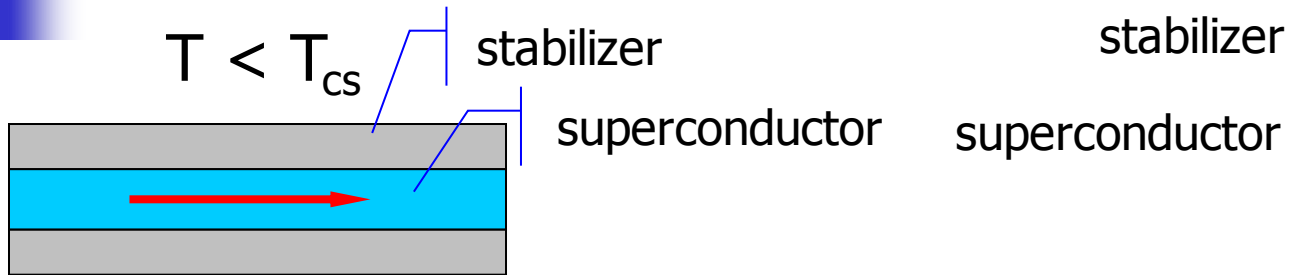 T < Tcs
stabilizer
superconductor
stabilizer
superconductor